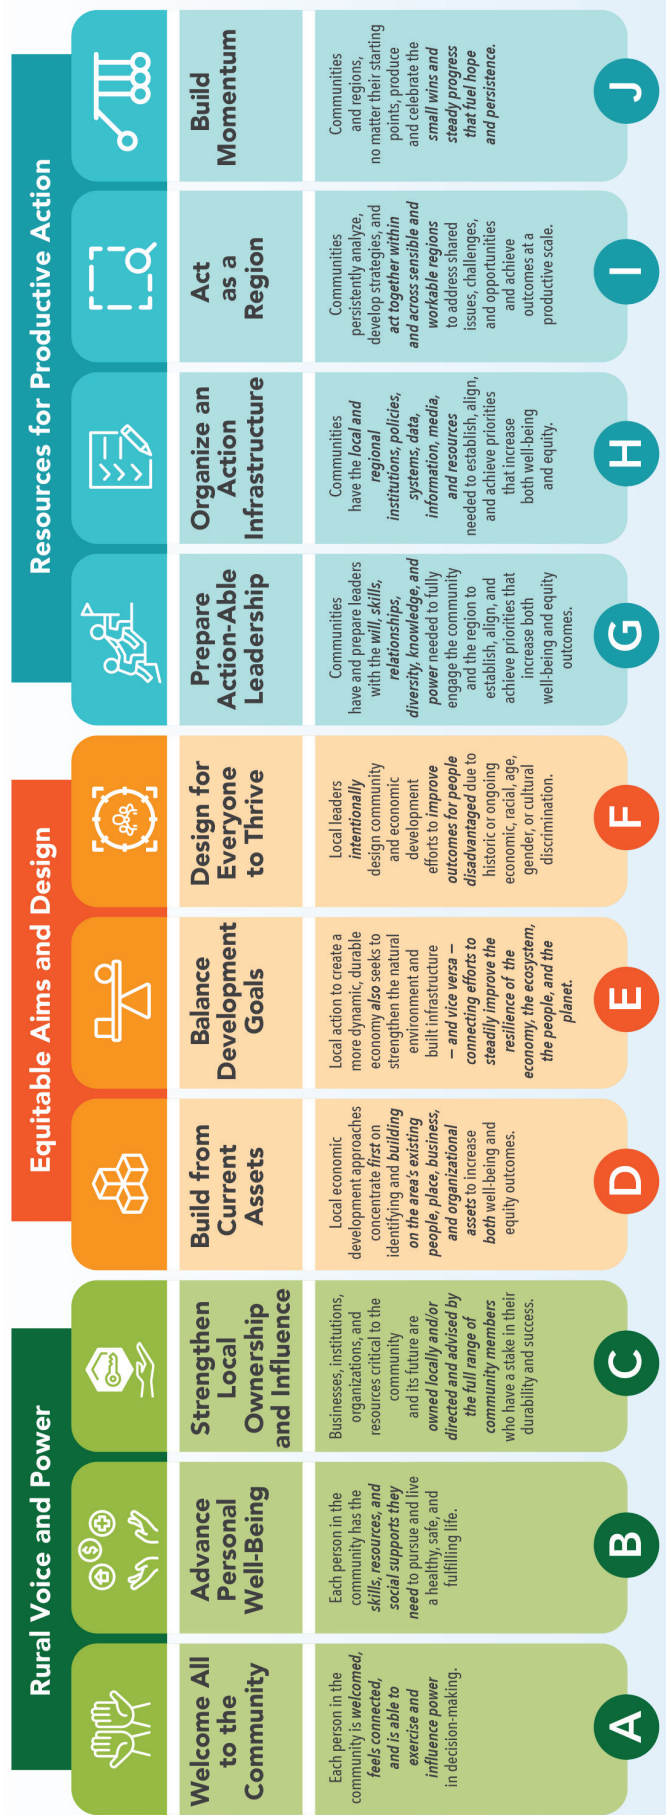 Rural Voice and Power
Welcome All
to the
Community
Each person in the
community is welcomed,
feels connected,
and is able to
exercise and
influence power
in decision-making.
A
Advance
Personal
Well-Being
Each person in the
community has the
skills, resources, and
social supports they
need to pursue and live
a healthy, safe, and
fulfilling life.
B
Strengthen
Local
Ownership
and Influence
Businesses, institutions,
organizations, and
resources critical to the
community
and its future are
owned locally and/or
directed and advised by
the full range of
community members
who have a stake in their
durability and success.
C
Equitable Aims and Design
Build from
Current
Assets
Local economic
development approaches
concentrate first on
identifying and building
on the area's existing
people, place, business,
and organizational
assets to increase
both well-being and
equity outcomes.
D
Balance
Development
Goals
Local action to create a
more dynamic, durable
economy also seeks to
strengthen the natural
environment and
built infrastructure
— and vice versa —
connecting efforts to
steadily improve the
resilience of the
economy, the ecosystem,
the people, and the
planet.
E
Design for
Everyone
to Thrive
Local leaders
intentionally
design community
and economic
development
efforts to improve
outcomes for people
disadvantaged due to
historic or ongoing
economic, racial, age,
gender, or cultural
discrimination.
F
Resources for Productive Action
Prepare
Action-Able
Leadership
Communities
have and prepare leaders
with the will, skills,
relationships,
diversity, knowledge, and
power needed to fully
engage the community
and the region to
establish, align, and
achieve priorities that
increase both
well-being and equity
outcomes.
G
Organize an
Action
Infrastructure
Communities
have the local and
regional
institutions, policies,
systems, data,
information, media,
and resources
needed to establish, align,
and achieve priorities
that increase
both well-being
and equity.
H
Act
as a
Region
Communities
persistently analyze,
develop strategies, and
act together within
and across sensible and
workable regions
to address shared
issues, challenges,
and opportunities
and achieve
outcomes at a
productive scale.
I
Build
Momentum
Communities
and regions,
no matter their starting
points, produce
and celebrate the
small wins and
steady progress
that fuel hope
and persistence.
J